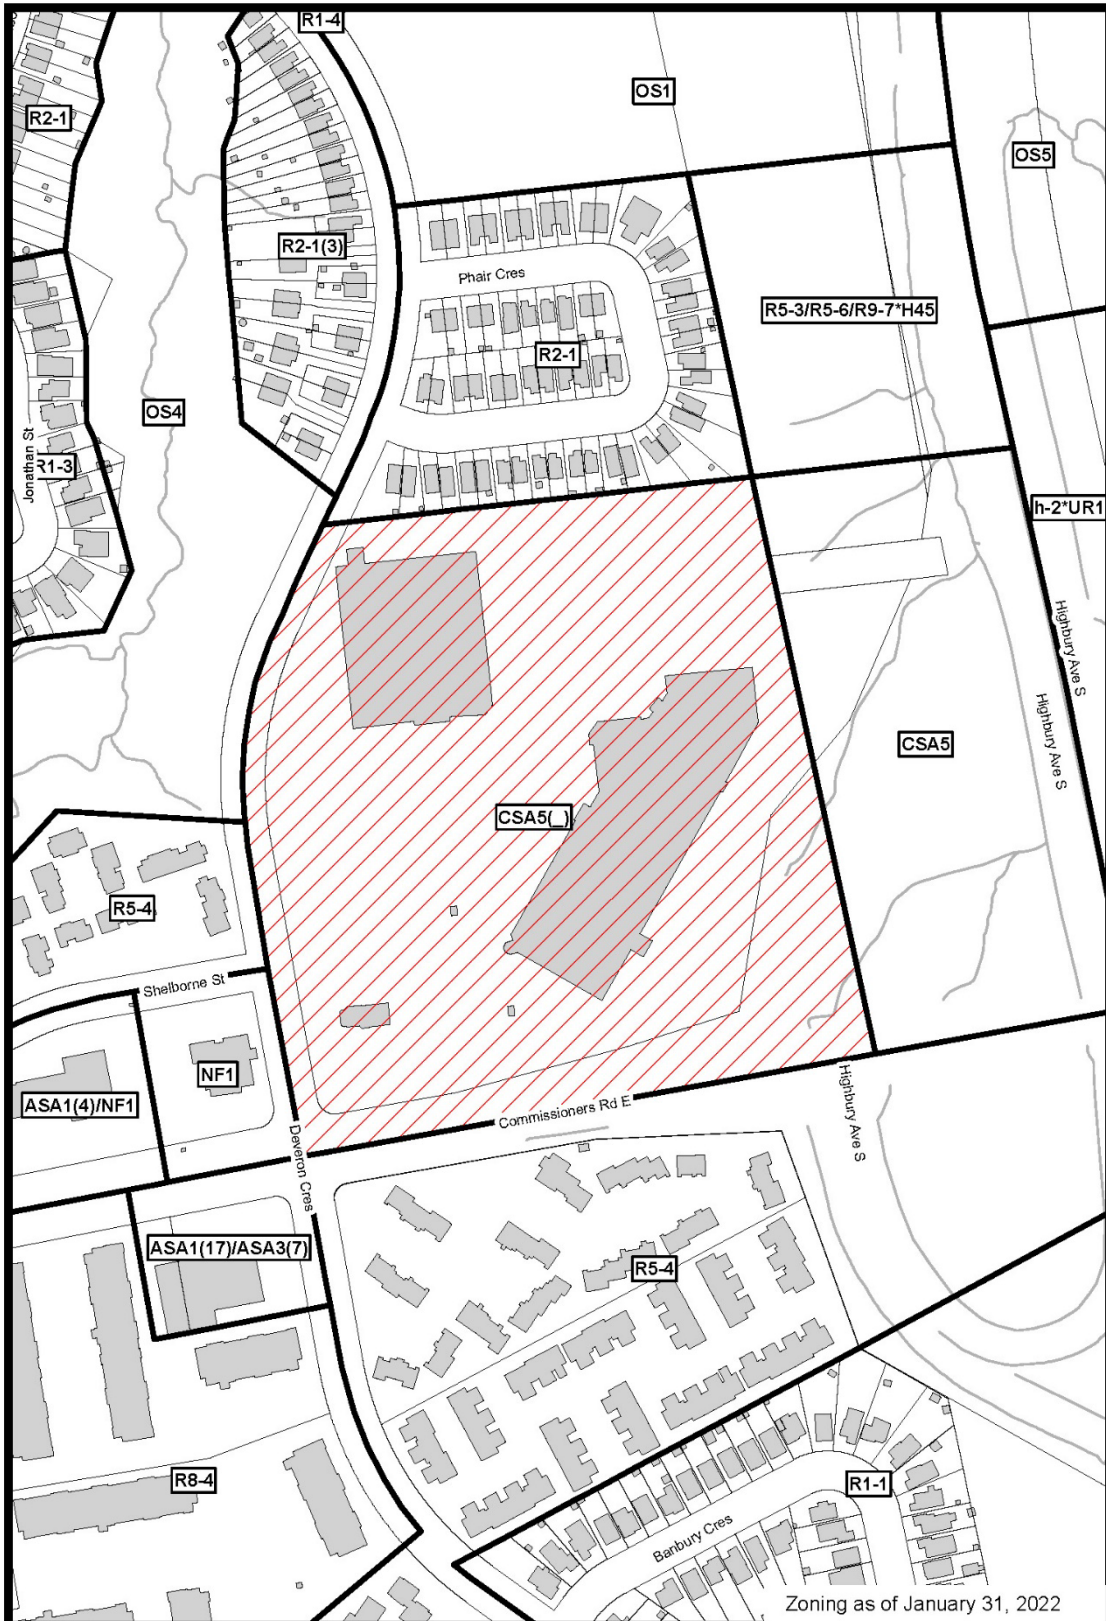 R1-4
OS1
R2-1
OS5
R2-1(3)
Phair Cres
R5-3/R5-6/R9-7*H45
R2-1
OS4
Jonathan St
R1-3
h-2*UR1
Highbury Ave S
Highbury Ave S
CSA5
CSA5(_)
R5-4
Shelborne St
NF1
ASA1(4)/NF1
Commissioners Rd E
Highbury Ave S
Deveron Cres
ASA1(17)/ASA3(7)
R5-4
R8-4
R1-1
Banbury Cres
Zoning as of January 31, 2022